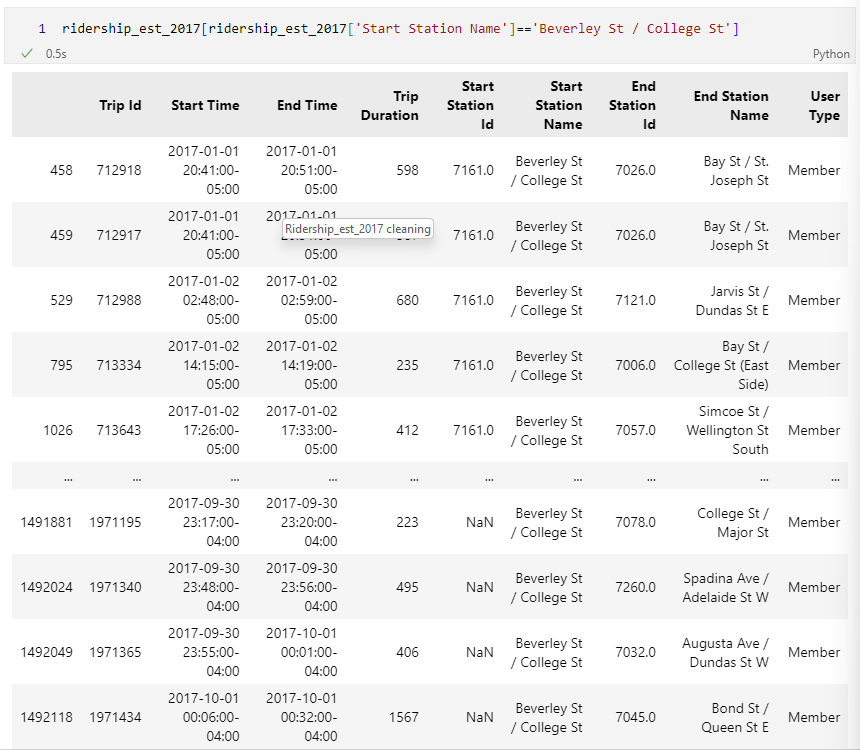 1 ridership_est_2017[ridership_est_2017['Start Station Name']=='Beverley St / College St']
0.5s Python
Trip Id Start Time End Time Trip Duration Start Station Id Start Station Name End Station Id End Station Name User Type
458 712918 2017-01-01 20:41:00-05:00 2017-01-01 20:51:00-05:00 598 7161.0 Beverley St / College St 7026.0 Bay St / St. Joseph St Member
459 712917 2017-01-01 20:41:00-05:00 2017-01-01 05:00 7161.0 Beverley St / College St 7026.0 Bay St / St. Joseph St Member
Ridership_est_2017 cleaning
529 712988 2017-01-02 02:48:00-05:00 2017-01-02 02:59:00-05:00 680 7161.0 Beverley St / College St 7121.0 Jarvis St / Dundas St E Member
795 713334 2017-01-02 14:15:00-05:00 2017-01-02 14:19:00-05:00 235 7161.0 Beverley St / College St 7006.0 Bay St / College St (East Side) Member
1026 713643 2017-01-02 17:26:00-05:00 2017-01-02 17:33:00-05:00 412 7161.0 Beverley St / College St 7057.0 Simcoe St / Wellington St South Member
... ... ... ... ... ... ... ... ... ...
1491881 1971195 2017-09-30 23:17:00-04:00 2017-09-30 23:20:00-04:00 223 NaN Beverley St / College St 7078.0 College St / Major St Member
1492024 1971340 2017-09-30 23:48:00-04:00 2017-09-30 23:56:00-04:00 495 NaN Beverley St / College St 7260.0 Spadina Ave / Adelaide St W Member
1492049 1971365 2017-09-30 23:55:00-04:00 2017-10-01 00:01:00-04:00 406 NaN Beverley St / College St 7032.0 Augusta Ave / Dundas St W Member
1492118 1971434 2017-10-01 00:06:00-04:00 2017-10-01 00:32:00-04:00 1567 NaN Beverley St / College St 7045.0 Bond St / Queen St E Member